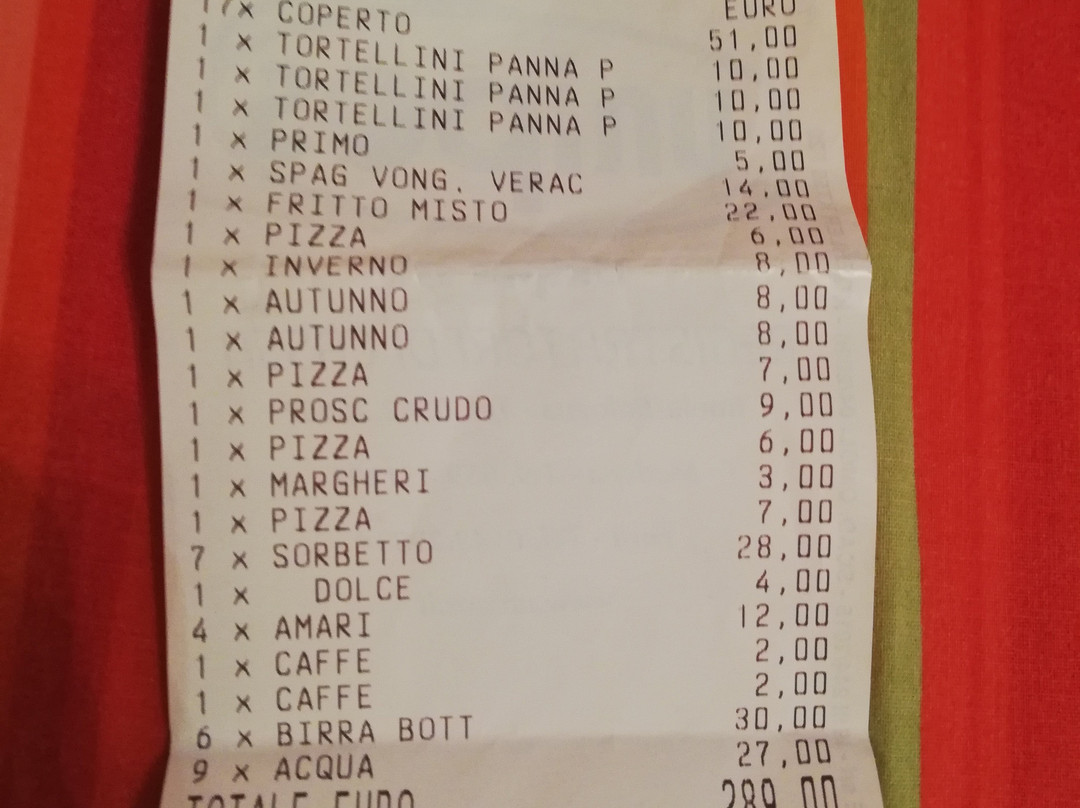 EURO
17x COPERTO 51,00
1 x TORTELLINI PANNA P 10,00
1 x TORTELLINI PANNA P 10,00
1 x TORTELLINI PANNA P 10,00
1 x PRIMO 5,00
1 x SPAG VONG. VERAC 14,00
1 x FRITTO MISTO 22,00
1 x PIZZA 6,00
1 x INVERNO 8,00
1 x AUTUNNO 8,00
1 x AUTUNNO 8,00
1 x PIZZA 7,00
1 x PROSC CRUDO 9,00
1 x PIZZA 6,00
1 x MARGHERI 3,00
1 x PIZZA 7,00
7 x SORBETTO 28,00
1 x DOLCE 4,00
4 x AMARI 12,00
1 x CAFFE 2,00
1 x CAFFE 2,00
6 x BIRRA BOTT 30,00
9 x ACQUA 27,00
TOTALE EURO 289,00